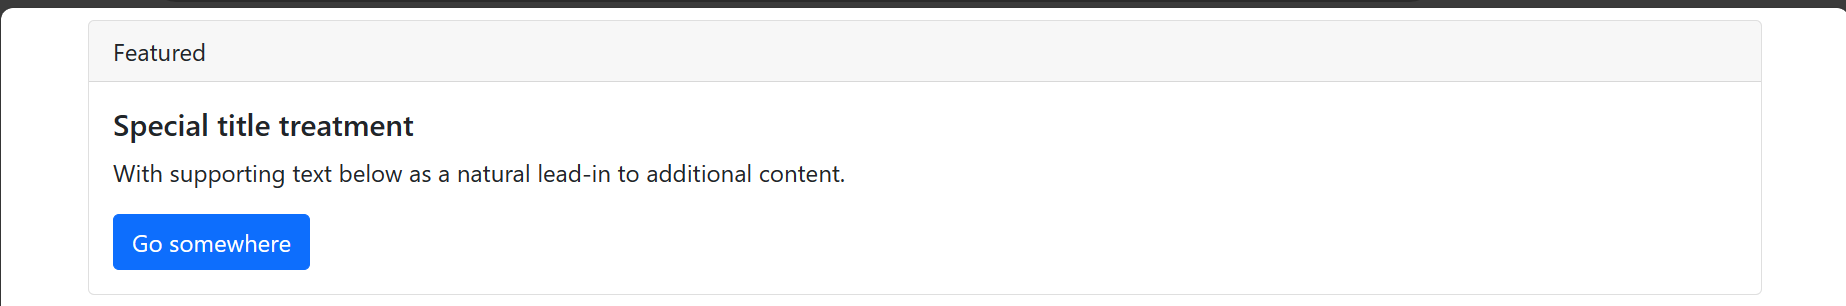 Featured
Special title treatment
With supporting text below as a natural lead-in to additional content.
Go somewhere